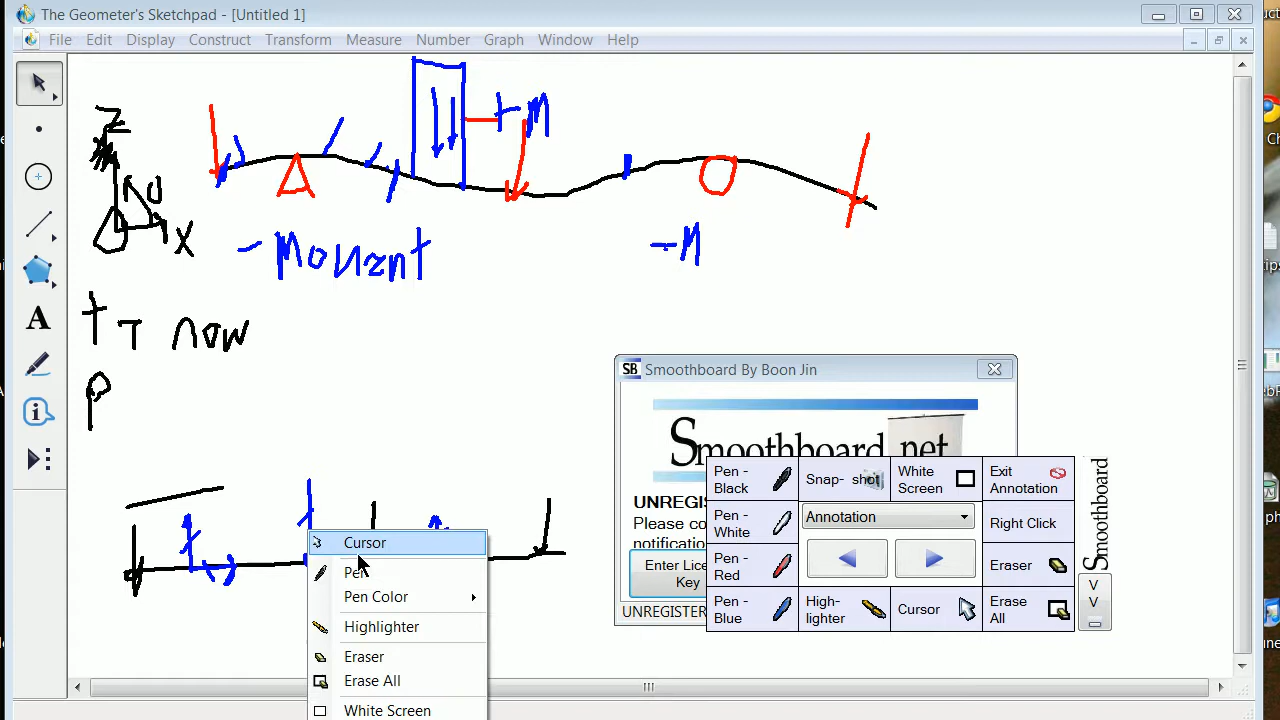 The Geometer's Sketchpad - [Untitled 1]
File Edit Display Construct Transform Measure Number Graph Window Help
Z
+M
X
- Moment
-M
A
+ T now
P
Smoothboard By Boon Jin
Smoothboard.net
UNREGISTER
Please co
notification
Enter Lice
Key
UNREGISTER
Pen -
Black
Snap- shot
White
Screen
Exit
Annotation
Pen -
White
Annotation
Right Click
Pen -
Red
Eraser
Pen -
Blue
High-
lighter
Cursor
Erase
All
Smoothboard
V
V
Cursor
Pen
Pen Color
Highlighter
Eraser
Erase All
White Screen